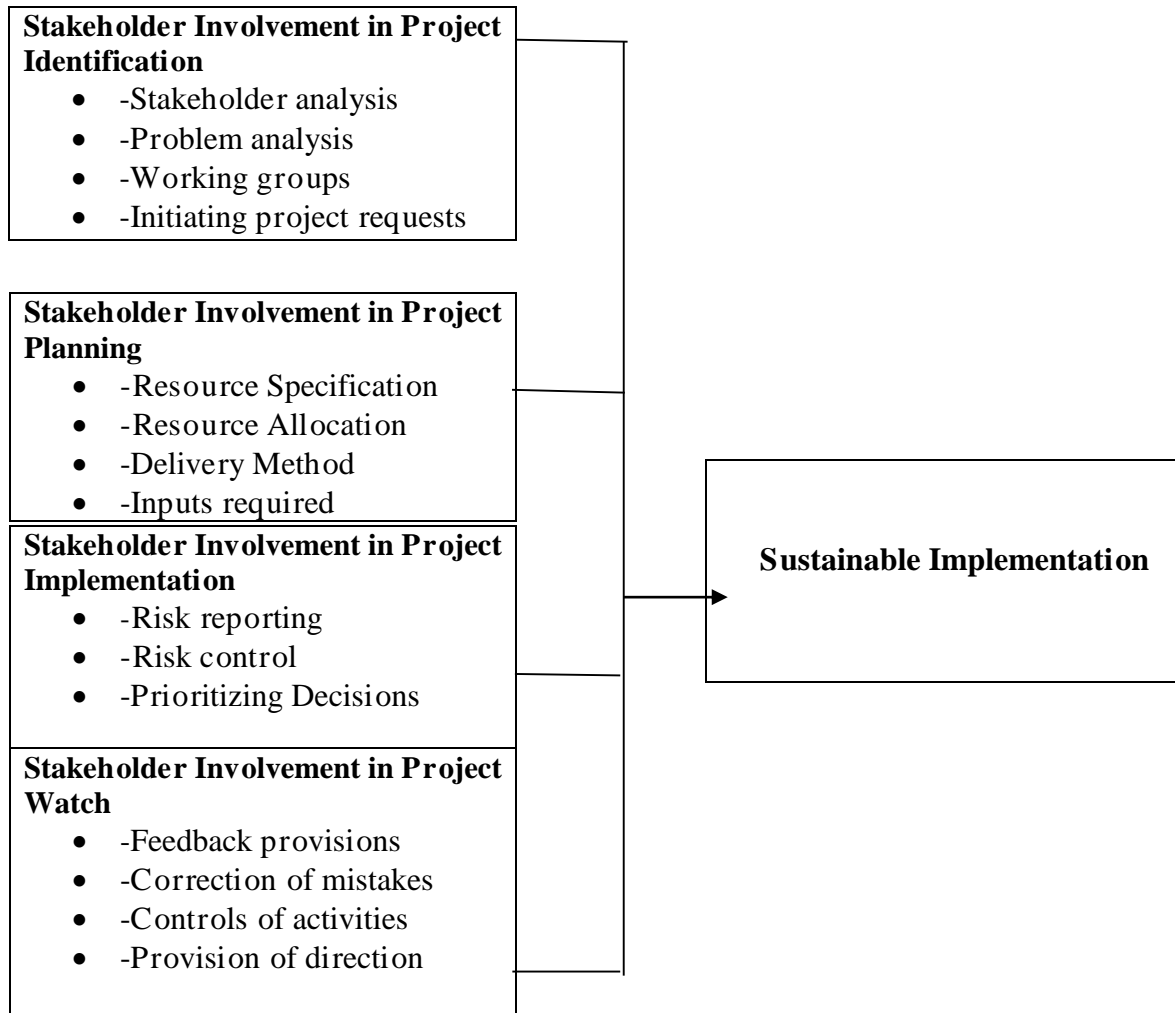 Stakeholder Involvement in Project
Identification
• -Stakeholder analysis
• -Problem analysis
• -Working groups
• -Initiating project requests
Stakeholder Involvement in Project
Planning
• -Resource Specification
• -Resource Allocation
• -Delivery Method
• -Inputs required
Stakeholder Involvement in Project
Implementation
• -Risk reporting
• -Risk control
• -Prioritizing Decisions
Stakeholder Involvement in Project
Watch
• -Feedback provisions
• -Correction of mistakes
• -Controls of activities
• -Provision of direction
Sustainable Implementation